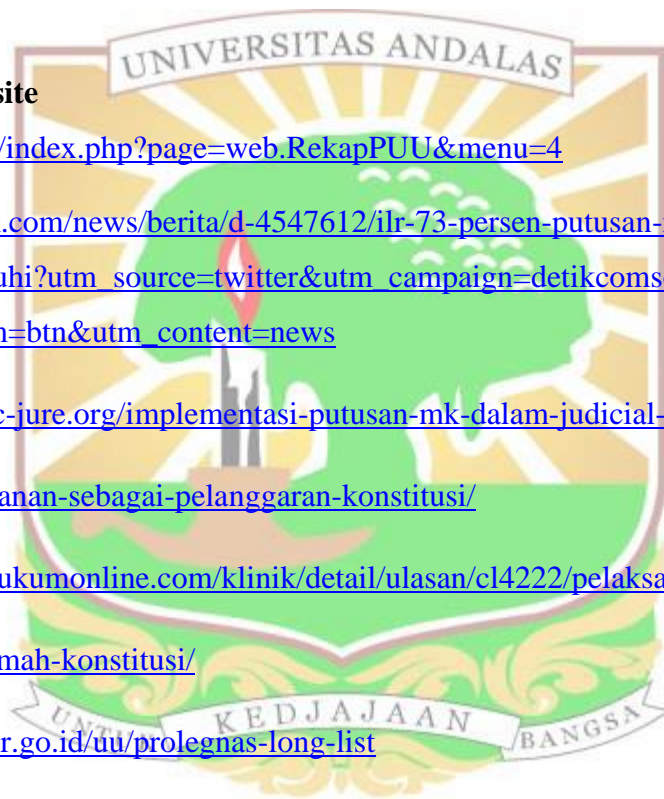 UNIVERSITAS ANDALAS
site
/index.php?page=web.RekapPUU&menu=4
.com/news/berita/d-4547612/ilr-73-persen-putusan-
uhi?utm_source=twitter&utm_campaign=detikcoms
n=btn&utm_content=news
c-jure.org/implementasi-putusan-mk-dalam-judicial-
anan-sebagai-pelanggaran-konstitusi/
ukumonline.com/klinik/detail/ulasan/cl4222/pelaksa
mah-konstitusi/
r.go.id/uu/prolegnas-long-list
UNTUK KEDJAJAAN BANGSA